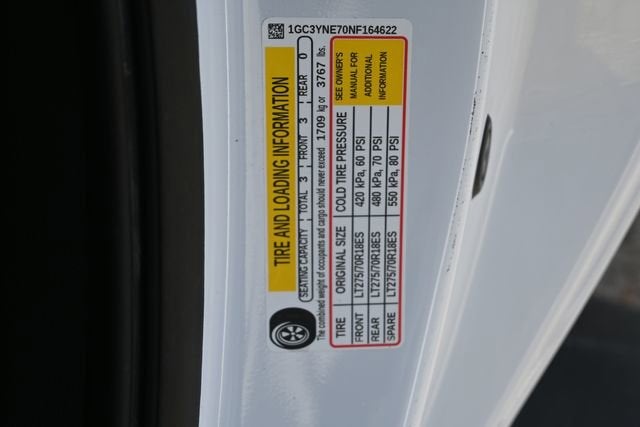 1GC3YNE70NF164622
TIRE AND LOADING INFORMATION
SEATING CAPACITY TOTAL 3 FRONT 3 REAR 0
The combined weight of occupants and cargo should never exceed 1709 kg or 3767 lbs.
TIRE ORIGINAL SIZE COLD TIRE PRESSURE
FRONT LT275/70R18ES 420 kPa, 60 PSI
REAR LT275/70R18ES 480 kPa, 70 PSI
SPARE LT275/70R18ES 550 kPa, 80 PSI
SEE OWNER'S
MANUAL FOR
ADDITIONAL
INFORMATION